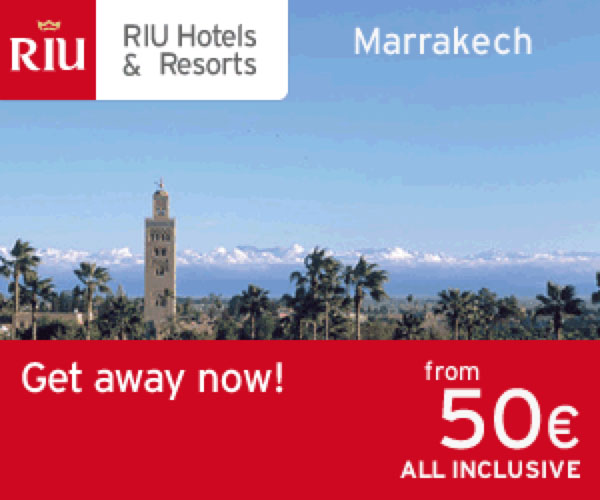 RIU
RIU Hotels
& Resorts
Marrakech
Get away now!
from
50€
ALL INCLUSIVE